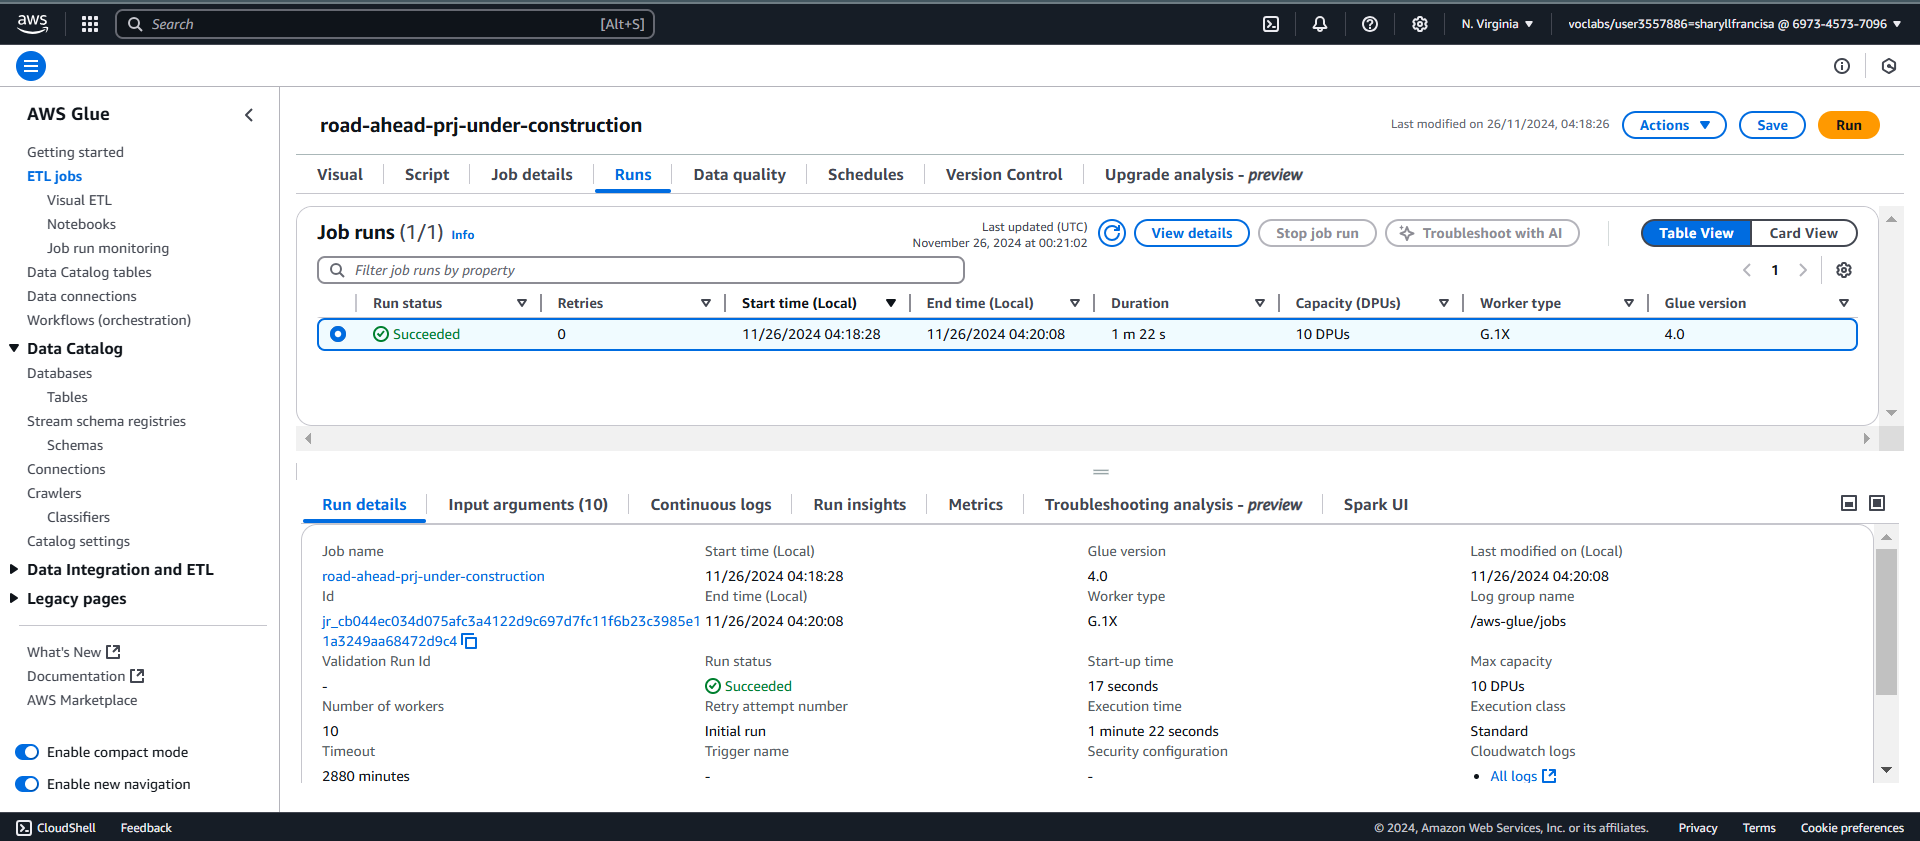 aws
Search [Alt+S]
N. Virginia
voclabs/user3557886=sharyllfrancisa @ 6973-4573-7096
AWS Glue
Getting started
ETL jobs
Visual ETL
Notebooks
Job run monitoring
Data Catalog tables
Data connections
Workflows (orchestration)
Data Catalog
Databases
Tables
Stream schema registries
Schemas
Connections
Crawlers
Classifiers
Catalog settings
Data Integration and ETL
Legacy pages
What's New
Documentation
AWS Marketplace
Enable compact mode
Enable new navigation
road-ahead-prj-under-construction
Last modified on 26/11/2024, 04:18:26
Actions Save Run
Visual Script Job details Runs Data quality Schedules Version Control Upgrade analysis - preview
Job runs (1/1) Info
Last updated (UTC)
November 26, 2024 at 00:21:02
View details Stop job run Troubleshoot with AI Table View Card View
Filter job runs by property
1
Run status Retries Start time (Local) End time (Local) Duration Capacity (DPUs) Worker type Glue version
Succeeded 0 11/26/2024 04:18:28 11/26/2024 04:20:08 1 m 22 s 10 DPUs G.1X 4.0
Run details Input arguments (10) Continuous logs Run insights Metrics Troubleshooting analysis - preview Spark UI
Job name Start time (Local) Glue version Last modified on (Local)
road-ahead-prj-under-construction 11/26/2024 04:18:28 4.0 11/26/2024 04:20:08
Id End time (Local) Worker type Log group name
jr_cb044ec034d075afc3a4122d9c697d7fc11f6b23c3985e1 11/26/2024 04:20:08 G.1X /aws-glue/jobs
1a3249aa68472d9c4
Validation Run Id Run status Start-up time Max capacity
- Succeeded 17 seconds 10 DPUs
Number of workers Retry attempt number Execution time Execution class
10 Initial run 1 minute 22 seconds Standard
Timeout Trigger name Security configuration Cloudwatch logs
2880 minutes - - • All logs
CloudShell Feedback © 2024, Amazon Web Services, Inc. or its affiliates. Privacy Terms Cookie preferences